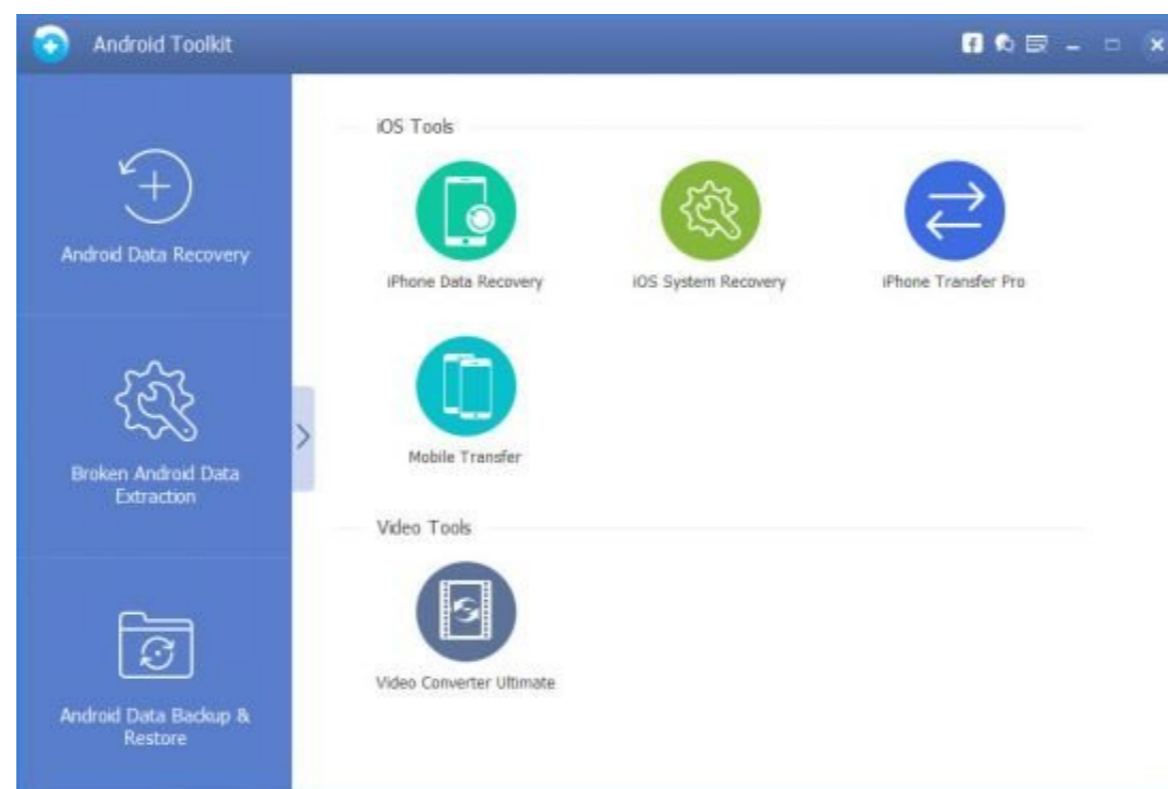 Android Toolkit
Android Data Recovery
Broken Android Data
Extraction
Android Data Backup &
Restore
iOS Tools
iPhone Data Recovery
iOS System Recovery
iPhone Transfer Pro
Mobile Transfer
Video Tools
Video Converter Ultimate